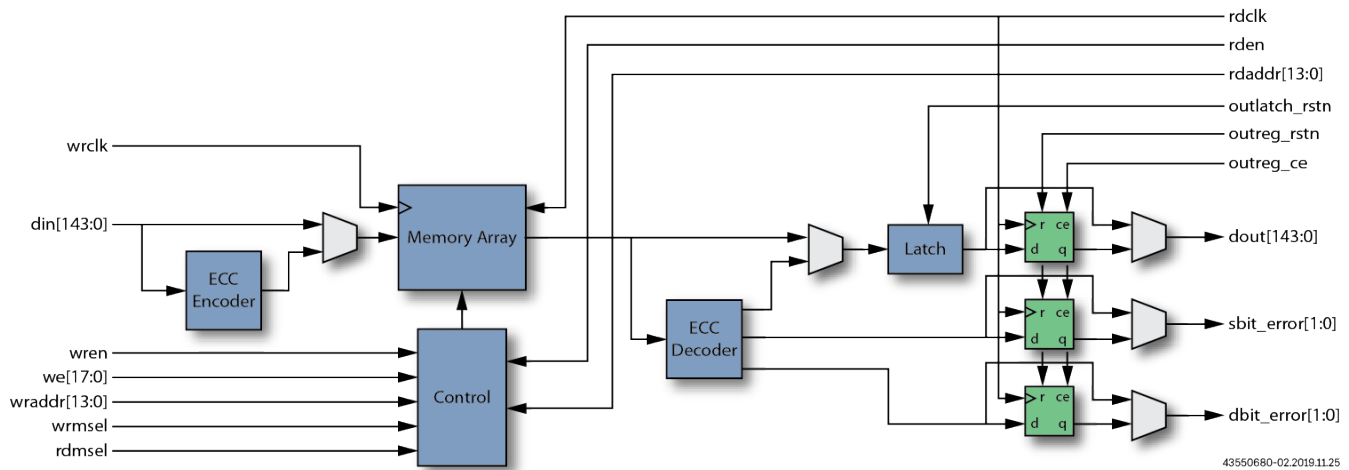 rdclk
rden
rdaddr[13:0]
outlatch_rstn
outreg_rstn
outreg_ce
wrclk
din[143:0]
ECC
Encoder
Memory Array
wren
we[17:0]
wraddr[13:0]
wrmsel
rdmsel
Control
ECC
Decoder
Latch
r ce
d q
dout[143:0]
r ce
d q
sbit_error[1:0]
r ce
d q
dbit_error[1:0]
43550680-02.2019.11.25